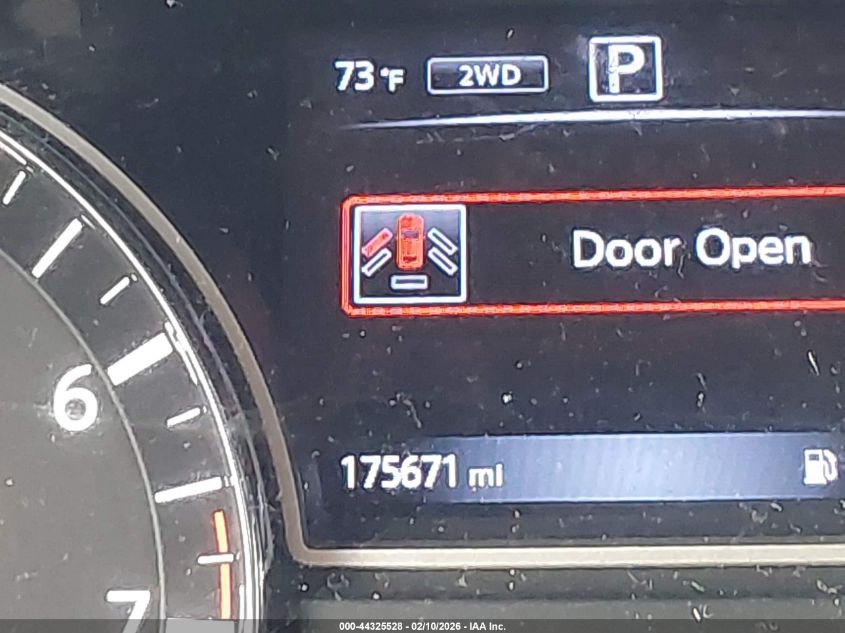 73°F 2WD P
Door Open
6
175671 mi
7
000-44325528 - 02/10/2026 - IAA Inc.